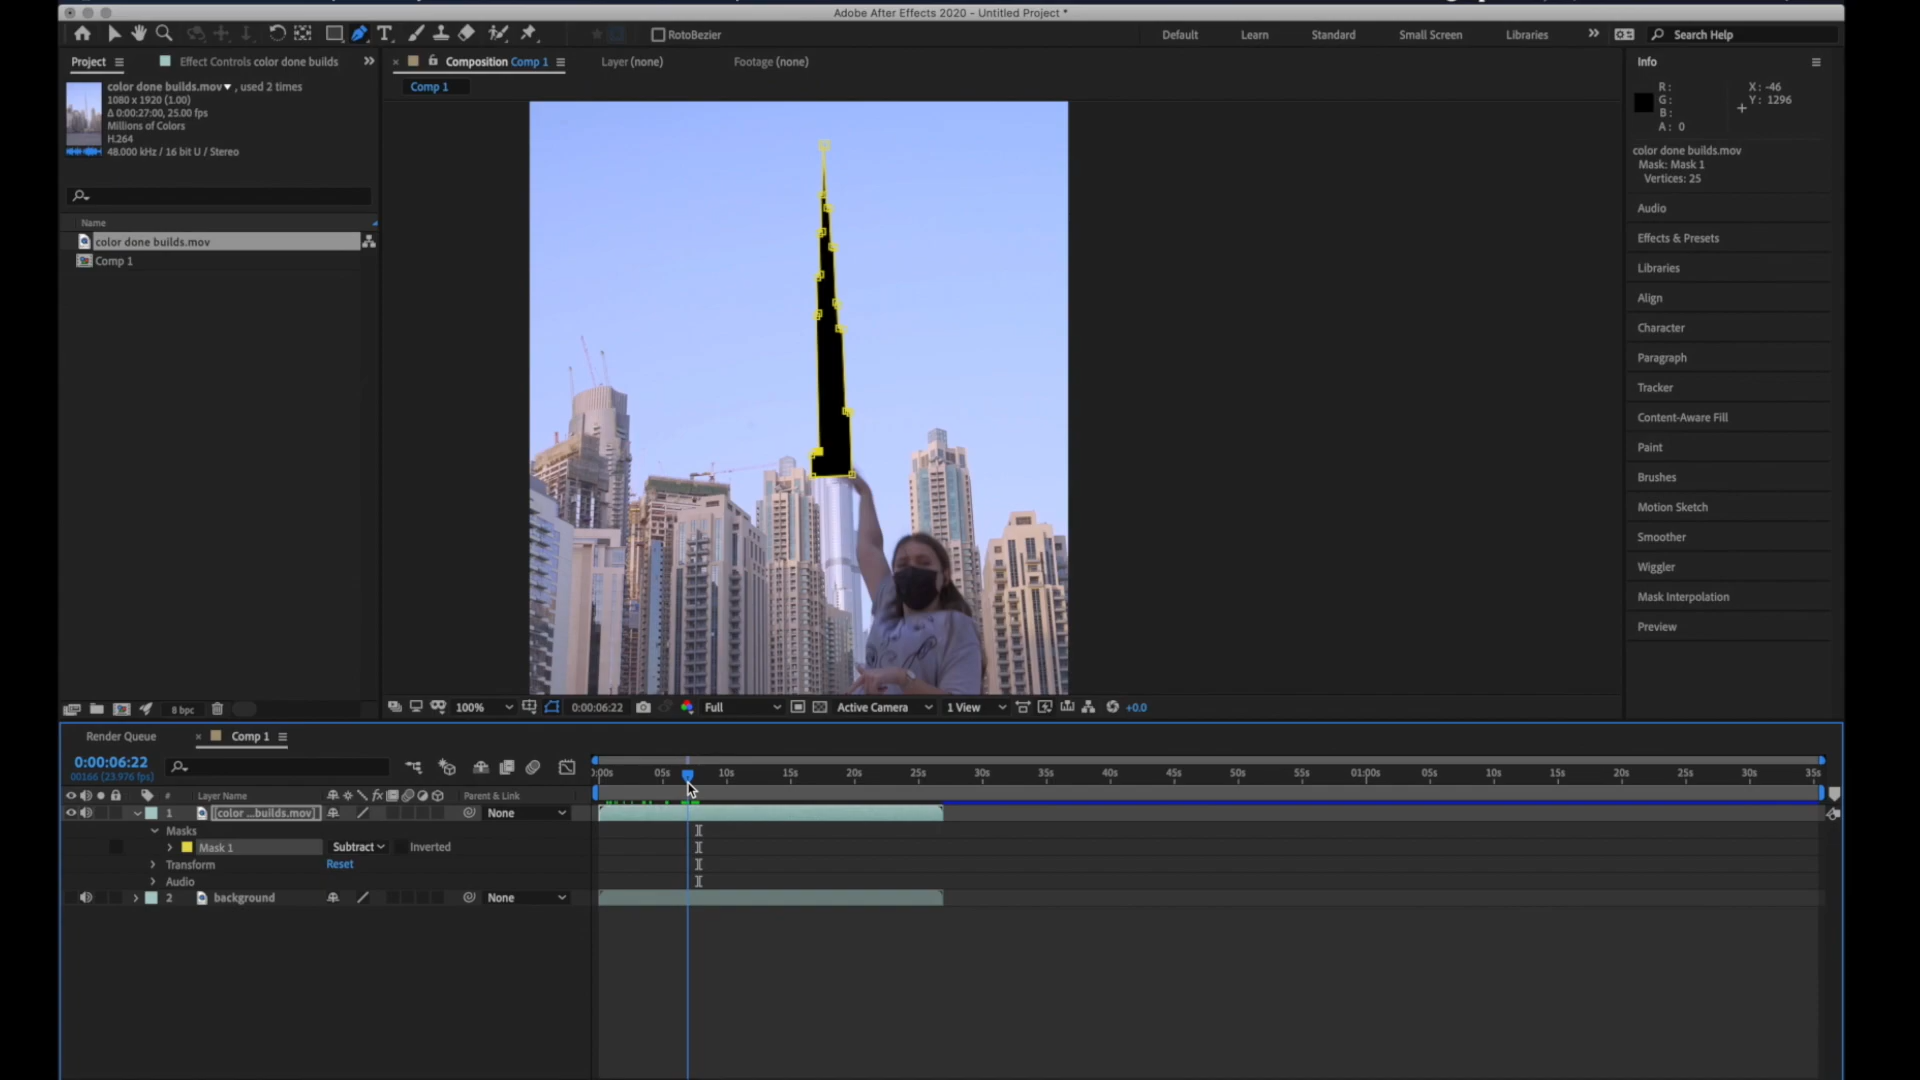 Adobe After Effects 2020 - Untitled Project *
RotoBezier
Default
Learn
Standard
Small Screen
Libraries
Search Help
Project
Effect Controls color done builds
Composition Comp 1
Layer (none)
Footage (none)
Info
Comp 1
color done builds.mov , used 2 times
1080 x 1920 (1.00)
Δ 0:00:27:00, 25.00 fps
Millions of Colors
H.264
48.000 kHz / 16 bit U / Stereo
R :
G :
B :
A : 0
X : -46
Y : 1296
color done builds.mov
Mask: Mask 1
Vertices: 25
Name
color done builds.mov
Comp 1
Audio
Effects & Presets
Libraries
Align
Character
Paragraph
Tracker
Content-Aware Fill
Paint
Brushes
Motion Sketch
Smoother
Wiggler
Mask Interpolation
Preview
8 bpc
100%
0:00:06:22
Full
Active Camera
1 View
+0.0
Render Queue
Comp 1
0:00:06:22
00166 (23.976 fps)
):00s 05s 10s 15s 20s 25s 30s 35s 40s 45s 50s 55s 01:00s 05s 10s 15s 20s 25s 30s 35s
# Layer Name
fx
Parent & Link
1 [color ...builds.mov] None
Masks
Mask 1 Subtract Inverted
Transform Reset
Audio
2 background None